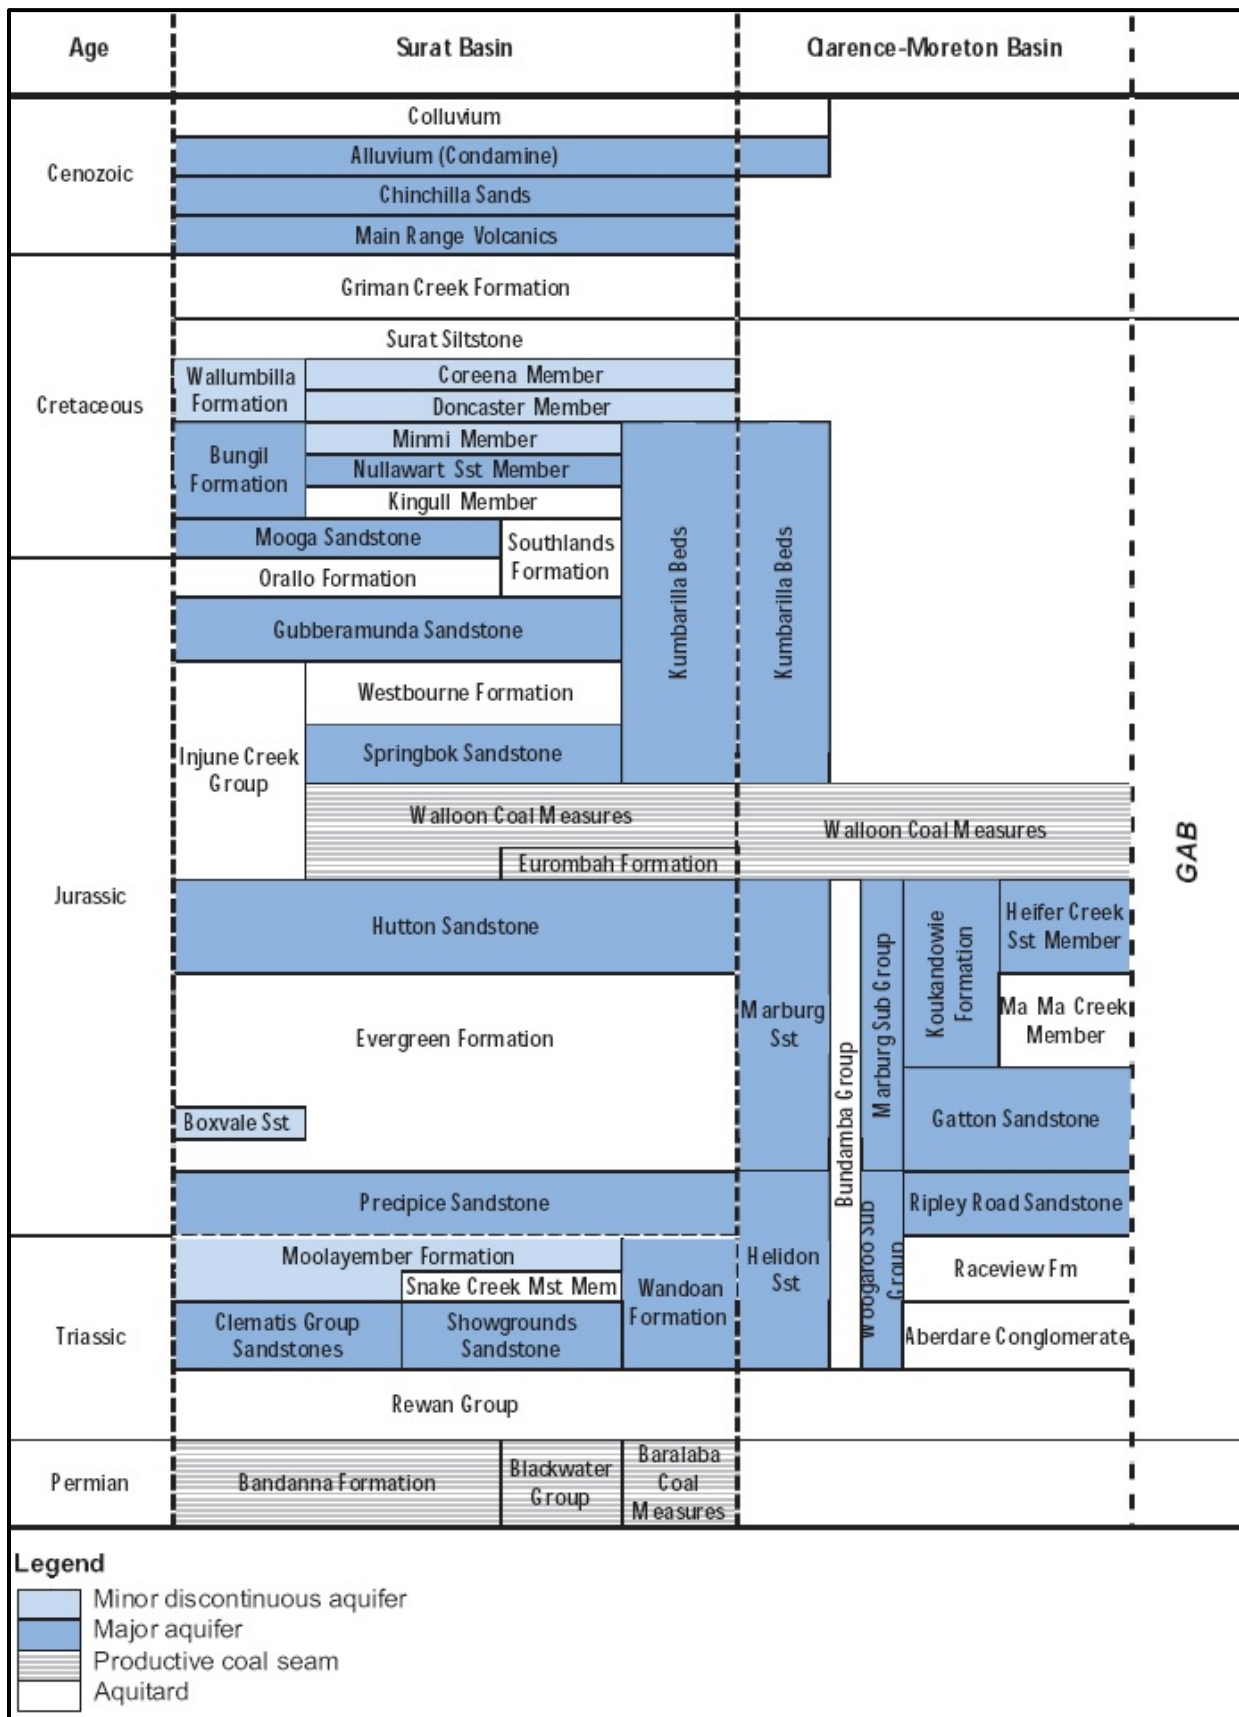 Age
Surat Basin
Clarence-Moreton Basin
Cenozoic
Colluvium
Alluvium (Condamine)
Chinchilla Sands
Main Range Volcanics
Cretaceous
Griman Creek Formation
Surat Siltstone
Wallumbilla
Formation
Coreena Member
Doncaster Member
Bungil
Formation
Minmi Member
Nullawart Sst Member
Kingull Member
Mooga Sandstone
Southlands
Formation
Kumbarilla Beds
Kumbarilla Beds
Jurassic
Orallo Formation
Gubberamunda Sandstone
Injune Creek
Group
Westbourne Formation
Springbok Sandstone
Walloon Coal Measures
Walloon Coal Measures
Eurombah Formation
GAB
Hutton Sandstone
Evergreen Formation
Boxvale Sst
Precipice Sandstone
Marburg
Sst
Bundamba Group
Marburg Sub Group
Koukandowie
Formation
Heifer Creek
Sst Member
Ma Ma Creek
Member
Gatton Sandstone
Ripley Road Sandstone
Triassic
Moolayember Formation
Snake Creek Mst Mem
Wandoan
Formation
Clematis Group
Sandstones
Showgrounds
Sandstone
Helidon
Sst
Woogaroo Sub
Group
Raceview Fm
Aberdare Conglomerate
Rewan Group
Permian
Bandanna Formation
Blackwater
Group
Baralaba
Coal
Measures
Legend
Minor discontinuous aquifer
Major aquifer
Productive coal seam
Aquitard